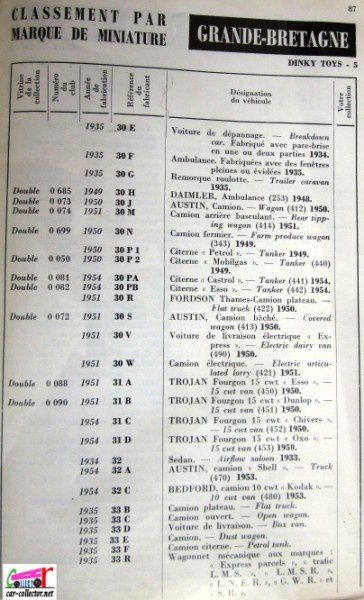 CLASSEMENT PAR
MARQUE DE MINIATURE
GRANDE-BRETAGNE
87
DINKY TOYS - 5
Vitrine de la collection
Numéro du club
Année de fabrication
Référence du fabricant
Désignation du véhicule
Votre collection
1935 30 E Voiture de dépannage. — Breakdown
car. Fabriqué avec pare-brise
en une ou deux parties 1934.
1935 30 F Ambulance. Fabriquées avec des fenêtres
pleines ou évidées 1935.
1935 30 G Remorque roulotte. — Trailer caravan
1935.
Double 0 685 1949 30 H DAIMLER, Ambulance (253) 1948.
Double 0 073 1950 30 J AUSTIN, Camion. — Wagon (412) 1950.
Double 0 074 1951 30 M Camion arrière basculant. — Rear tipp-
ing wagon (414) 1951.
Double 0 699 1950 30 N Camion fermier. — Farm produce wagon
(343) 1949.
1950 30 P 1 Citerne « Petrol ». — Tanker 1949.
Double 0 050 1950 30 P 2 Citerne « Mobilgas ». — Tanker (440)
1949.
Double 0 081 1954 30 PA Citerne « Castrol ». — Tanker (441) 1954.
Double 0 082 1954 30 PB Citerne « Esso ». — Tanker (442) 1954.
1951 30 R FORDSON Thames-Camion plateau. —
Flat truck (422) 1950.
Double 0 072 1951 30 S AUSTIN, Camion bâché. — Covered
wagon (413) 1950.
1951 30 V Voiture de livraison électrique « Ex-
press ». — Electric dairy van
(490) 1950.
1951 30 W Camion électrique. — Electric articu-
lated lorry (421) 1951.
Double 0 088 1951 31 A TROJAN Fourgon 15 cwt « Esso ». —
15 cwt van (450) 1950.
Double 0 090 1951 31 B TROJAN Fourgon 15 cwt « Dunlop ». —
15 cwt van (451) 1950.
1954 31 C TROJAN Fourgon 15 cwt « Chivers ».
— 15 cwt van (452) 1950.
1954 31 D TROJAN Fourgon 15 cwt « Oxo ». —
15 cwt van (453) 1950.
1934 32 Sedan. — Airflow saloon 1933.
1954 32 A AUSTIN, camion « Shell ». — Truck
(470) 1953.
1954 32 C BEDFORD, camion 10 cwt « Kodak ». —
10 cwt van (480) 1953.
1935 33 B Camion plateau. — Flat truck.
1935 33 C Camion ouvert. — Open wagon.
1935 33 D Voiture de livraison. — Box van.
1935 33 E Camion. — Dust wagon.
1935 33 F Camion citerne. — Petrol tank.
1935 33 R Wagonnet mécanique aux marques :
« Express parcels », « trafic
L. M. S. », « L. M. S. R. »,
« L. N. E. R. », « G. W. R. » et
« S. R. ».
car-collector.net